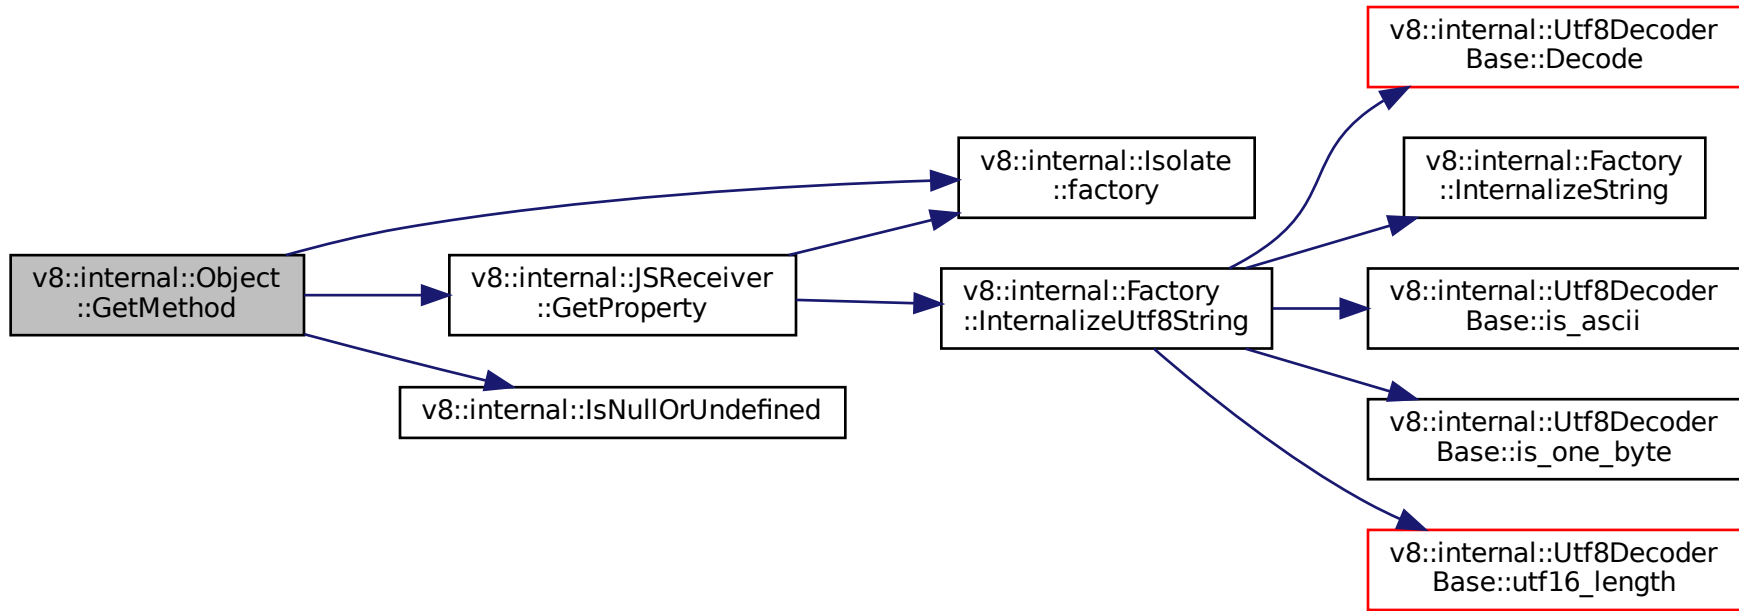 v8::internal::Object
::GetMethod
v8::internal::JSReceiver
::GetProperty
v8::internal::IsNullOrUndefined
v8::internal::Isolate
::factory
v8::internal::Factory
::InternalizeUtf8String
v8::internal::Utf8Decoder
Base::Decode
v8::internal::Factory
::InternalizeString
v8::internal::Utf8Decoder
Base::is_ascii
v8::internal::Utf8Decoder
Base::is_one_byte
v8::internal::Utf8Decoder
Base::utf16_length